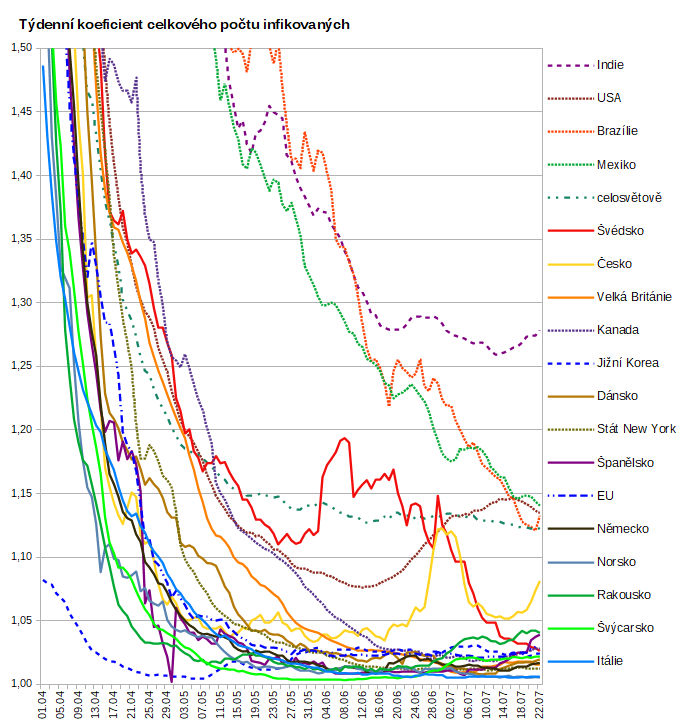 Týdenní koeficient celkového počtu infikovaných
1,50
1,45
1,40
1,35
1,30
1,25
1,20
1,15
1,10
1,05
1,00
01.04
05.04
09.04
13.04
17.04
21.04
25.04
29.04
03.05
07.05
11.05
15.05
19.05
23.05
27.05
31.05
04.06
08.06
12.06
16.06
20.06
24.06
28.06
02.07
06.07
10.07
14.07
18.07
22.07
Indie
USA
Brazílie
Mexiko
celosvětově
Švédsko
Česko
Velká Británie
Kanada
Jižní Korea
Dánsko
Stát New York
Španělsko
EU
Německo
Norsko
Rakousko
Švýcarsko
Itálie